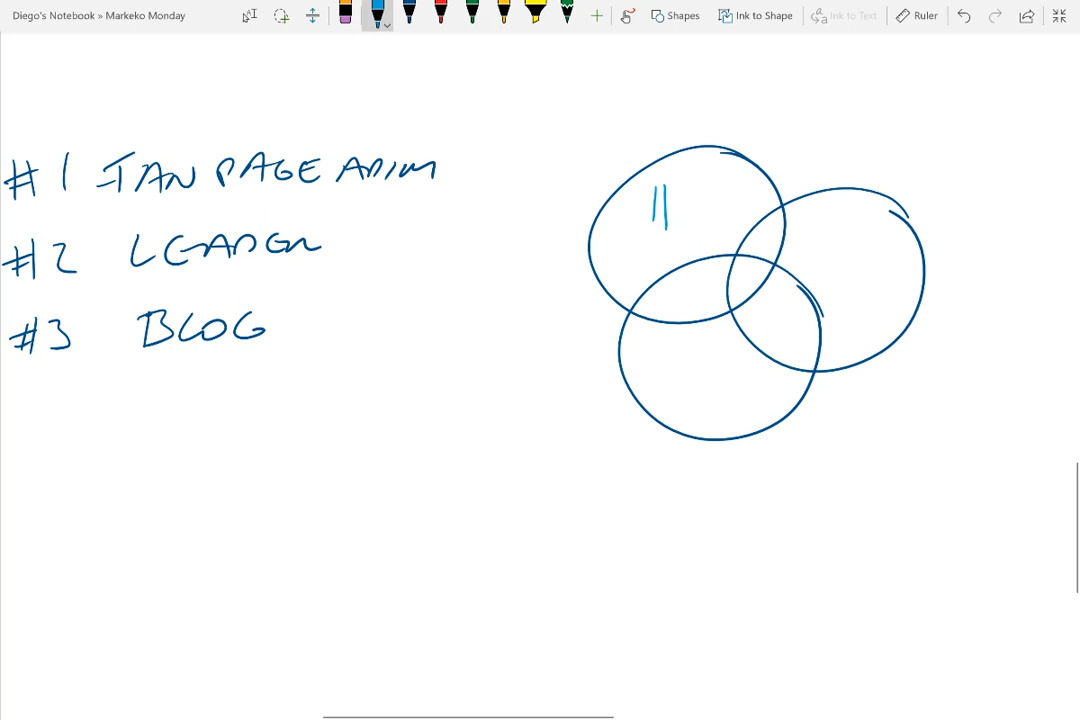 Diego's Notebook » Markeko Monday
Shapes
Ink to Shape
Ink to Text
Ruler
#1 FAN PAGE ADIM
#2 LEADER
#3 BLOG